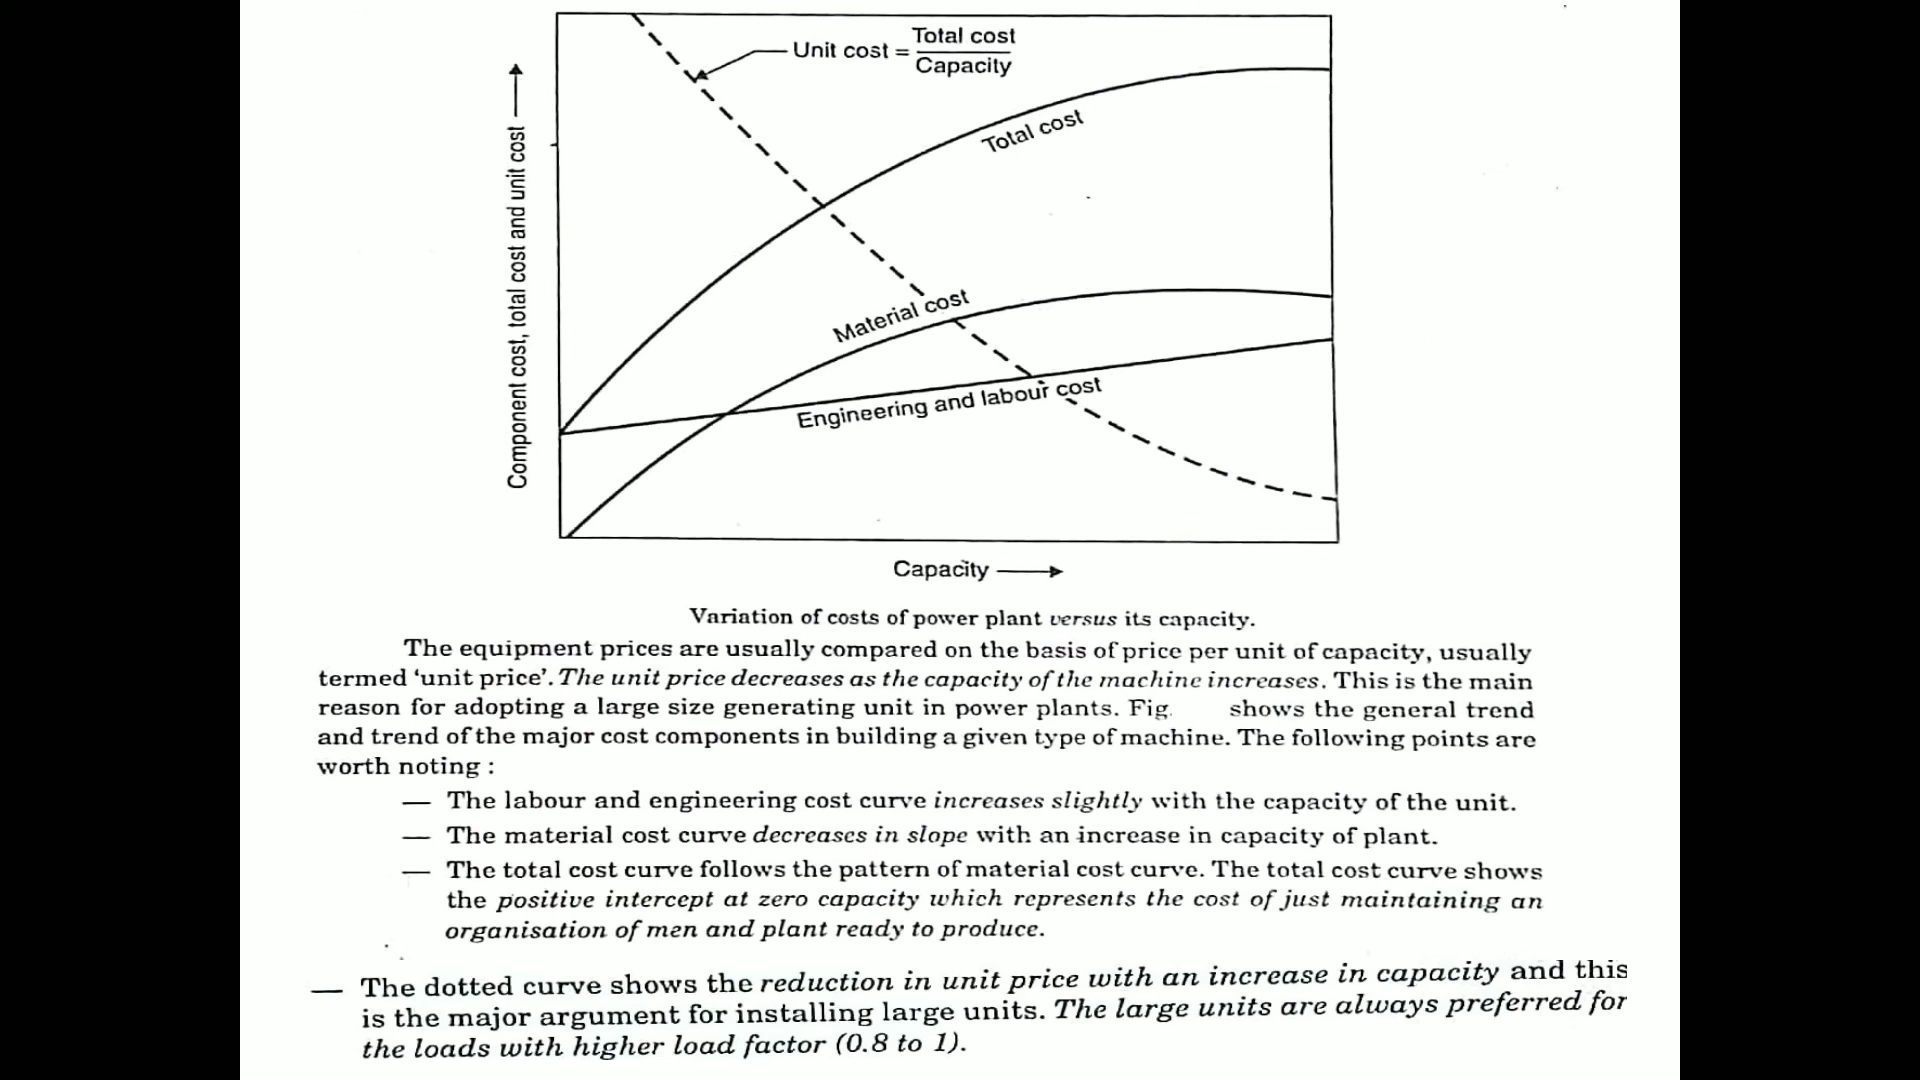 Unit cost = Total cost
Capacity
Total cost
Material cost
Engineering and labour cost
Component cost, total cost and unit cost
Capacity
Variation of costs of power plant versus its capacity.
The equipment prices are usually compared on the basis of price per unit of capacity, usually
termed ‘unit price’. The unit price decreases as the capacity of the machine increases. This is the main
reason for adopting a large size generating unit in power plants. Fig. shows the general trend
and trend of the major cost components in building a given type of machine. The following points are
worth noting :
— The labour and engineering cost curve increases slightly with the capacity of the unit.
— The material cost curve decreases in slope with an increase in capacity of plant.
— The total cost curve follows the pattern of material cost curve. The total cost curve shows
the positive intercept at zero capacity which represents the cost of just maintaining an
organisation of men and plant ready to produce.
— The dotted curve shows the reduction in unit price with an increase in capacity and this
is the major argument for installing large units. The large units are always preferred for
the loads with higher load factor (0.8 to 1).